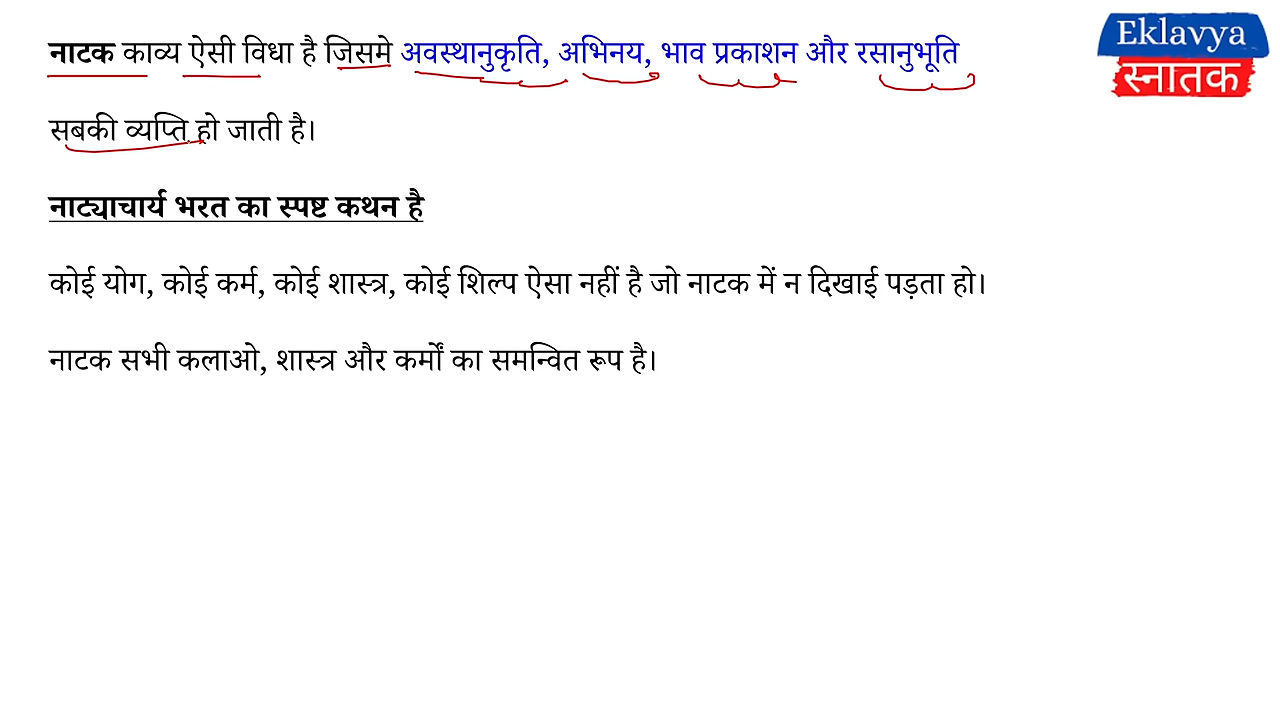 नाटक काव्य ऐसी विधा है जिसमे अवस्थानुकृति, अभिनय, भाव प्रकाशन और रसानुभूति
सबकी व्यप्ति हो जाती है।
नाट्याचार्य भरत का स्पष्ट कथन है
कोई योग, कोई कर्म, कोई शास्त्र, कोई शिल्प ऐसा नहीं है जो नाटक में न दिखाई पड़ता हो।
नाटक सभी कलाओ, शास्त्र और कर्मों का समन्वित रूप है।
Eklavya
स्नातक